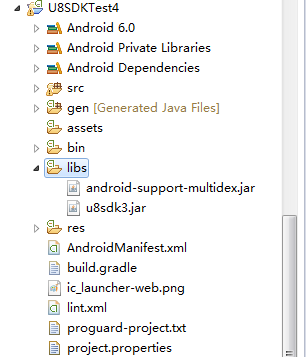 U8SDKTest4
Android 6.0
Android Private Libraries
Android Dependencies
src
gen [Generated Java Files]
assets
bin
libs
android-support-multidex.jar
u8sdk3.jar
res
AndroidManifest.xml
build.gradle
ic_launcher-web.png
lint.xml
proguard-project.txt
project.properties